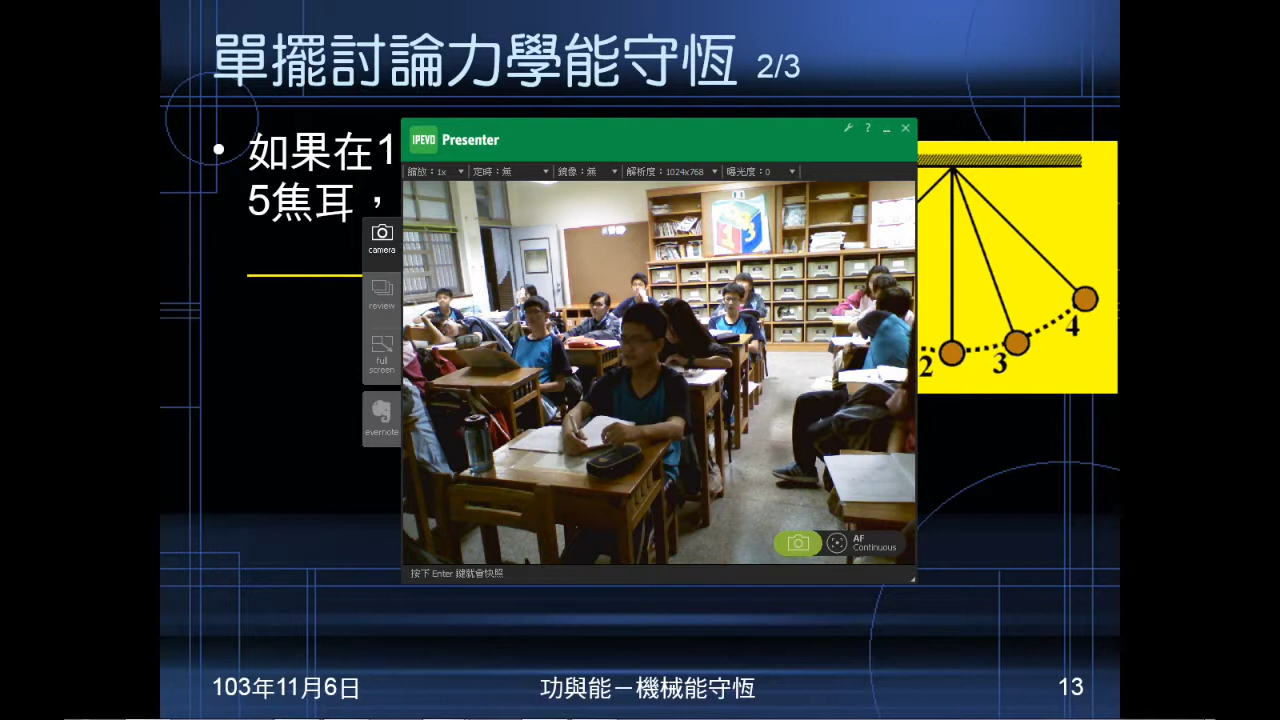 單擺討論力學能守恆 2/3
• 如果在1
5焦耳，
IPEVO Presenter
縮放：1x 定時：無 鏡像：無 解析度：1024x768 曝光度：0
camera
review
full
screen
evernote
2
3
4
AF
Continuous
按下 Enter 鍵就會快照
103年11月6日
功與能－機械能守恆
13